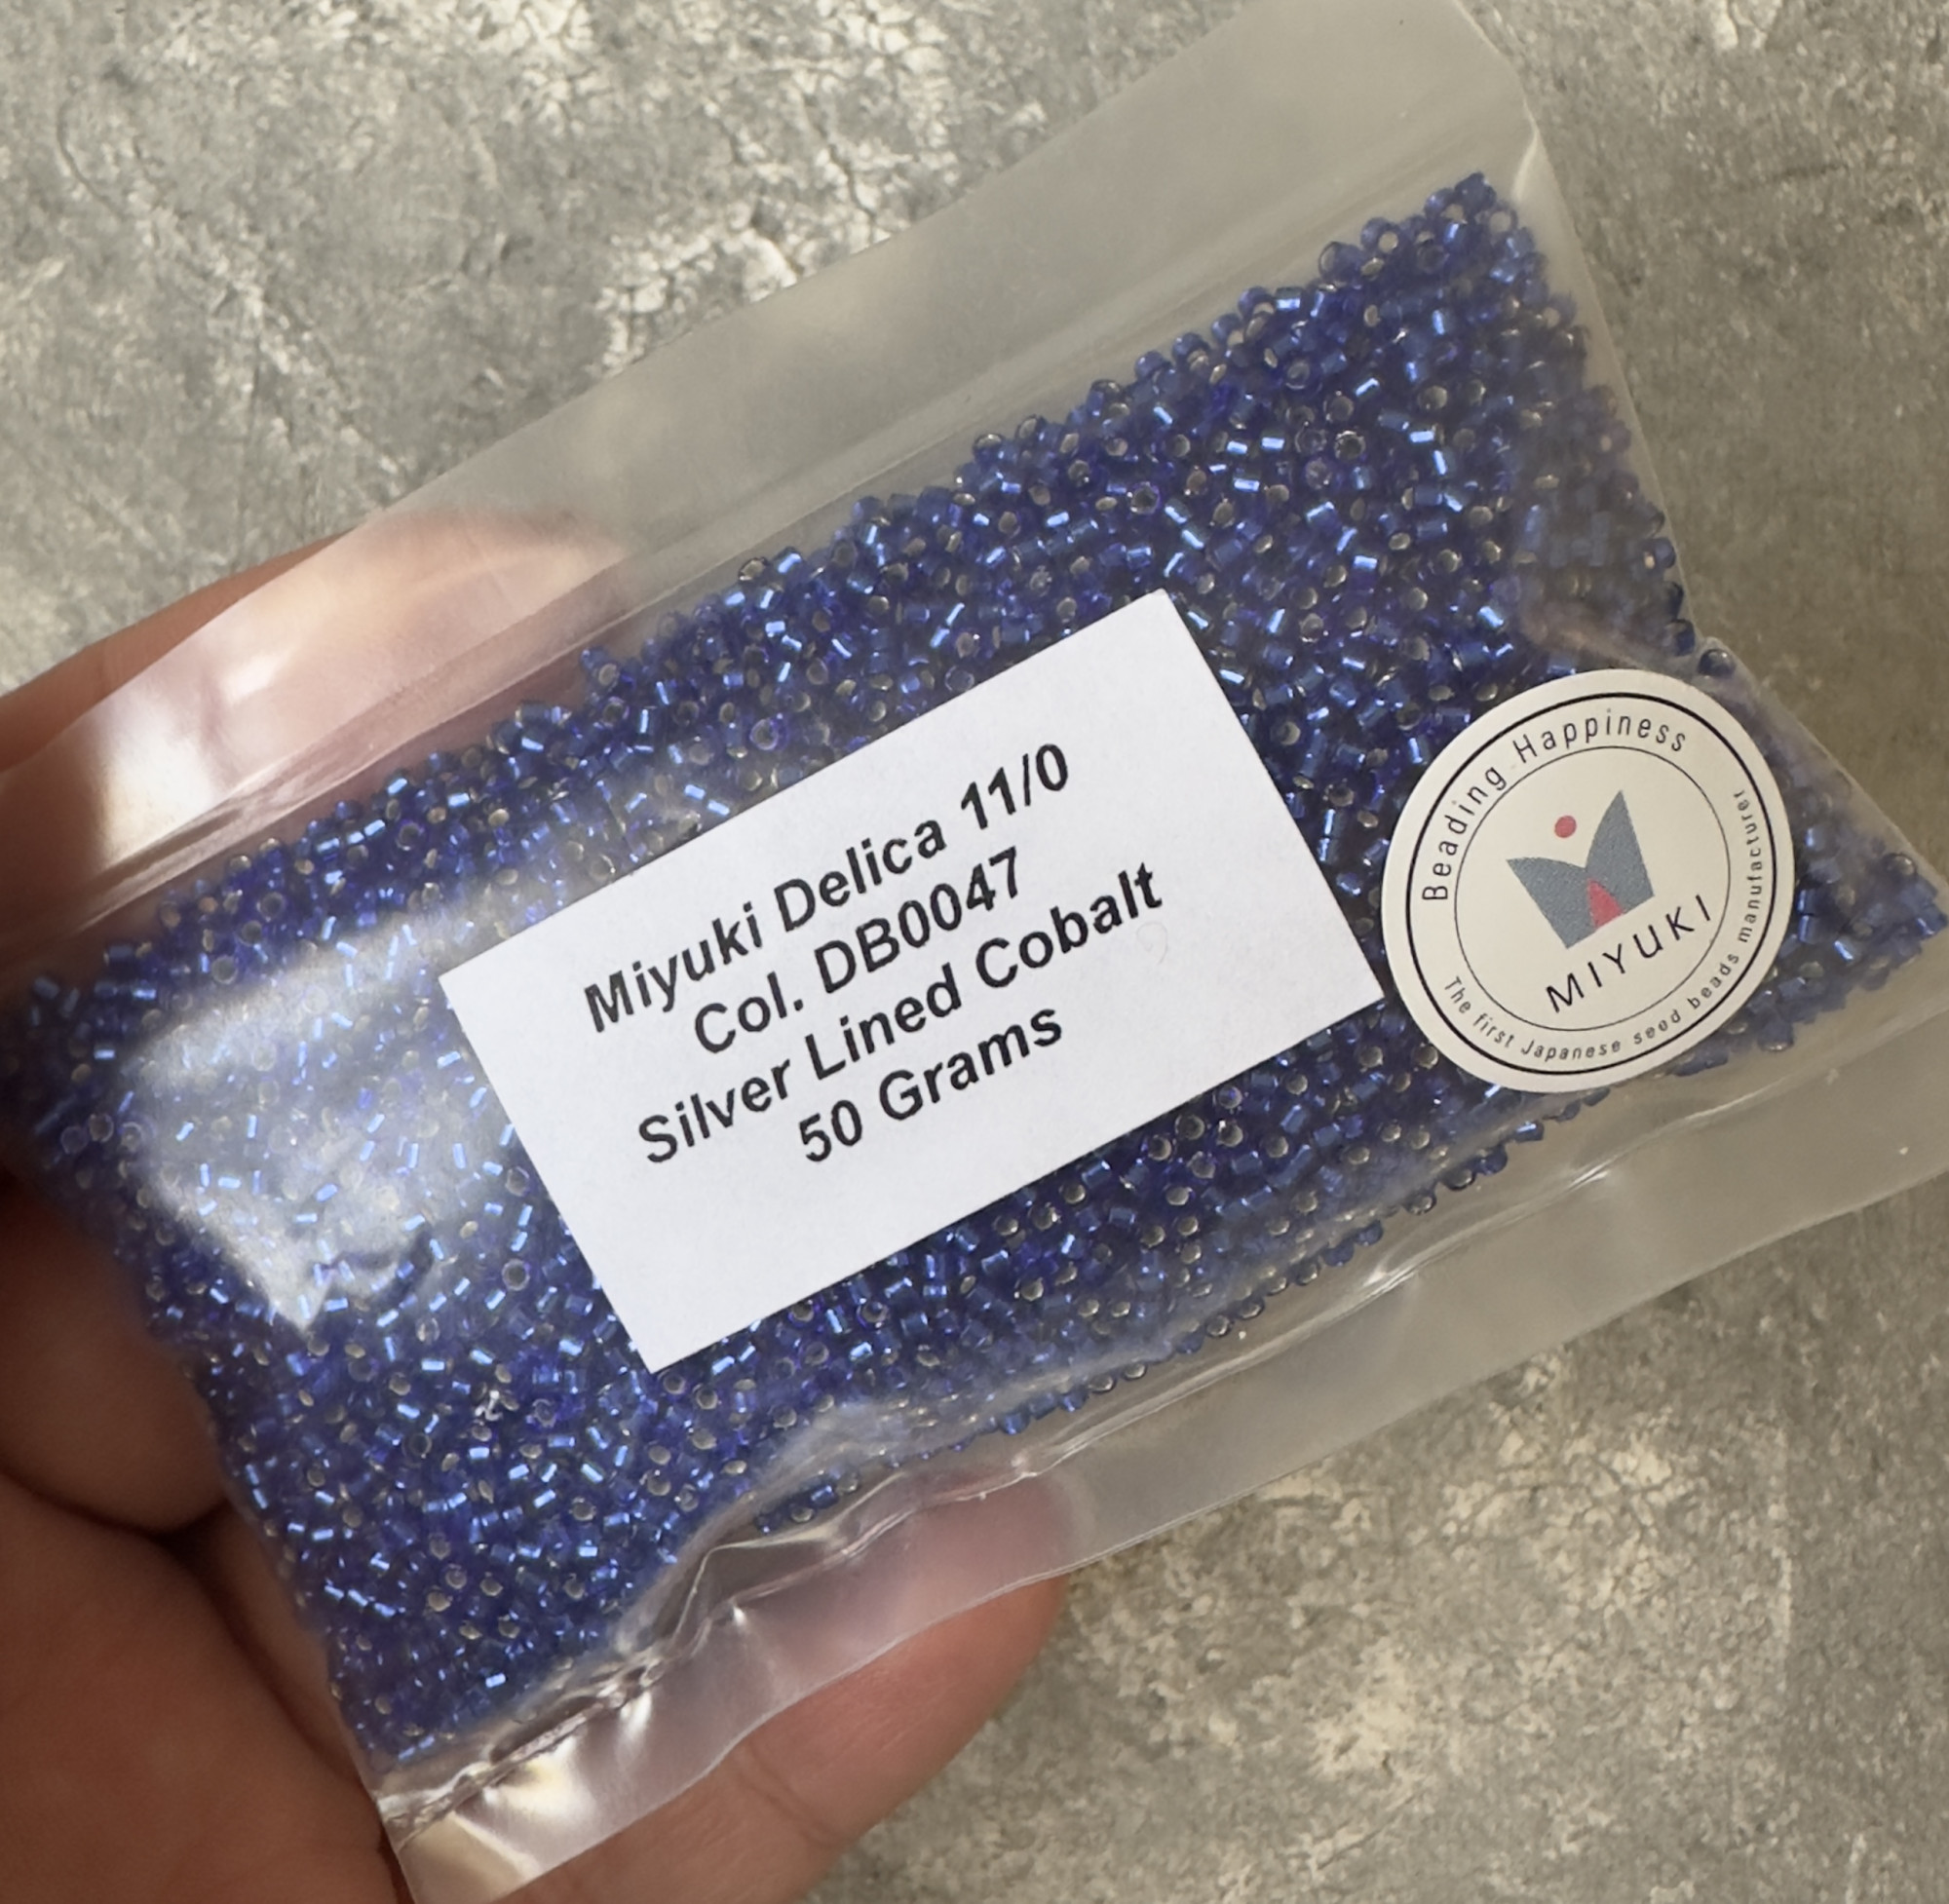 Miyuki Delica 11/0
Col. DB0047
Silver Lined Cobalt
50 Grams
Beading Happiness
MIYUKI
The first Japanese seed beads manufacturer